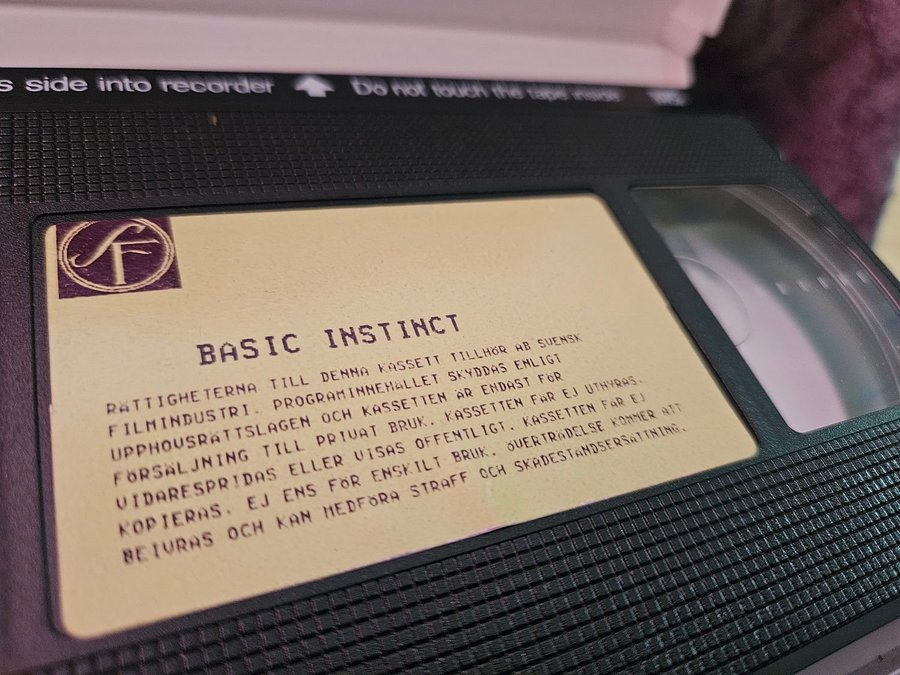 s side into recorder Do not touch the tape inside
SF
BASIC INSTINCT
RÄTTIGHETERNA TILL DENNA KASSETT TILLHÖR AB SVENSK
FILMINDUSTRI. PROGRAMINNEHÅLLET SKYDDAS ENLIGT
UPPHOVSRÄTTSLAGEN OCH KASSETTEN ÄR ENDAST FÖR
FÖRSÄLJNING TILL PRIVAT BRUK. KASSETTEN FÅR EJ UTHYRAS,
VIDARESPRIDAS ELLER VISAS OFFENTLIGT. KASSETTEN FÅR EJ
KOPIERAS, EJ ENS FÖR ENSKILT BRUK. ÖVERTRÄDELSE KOMMER ATT
BEIVRAS OCH KAN MEDFÖRA STRAFF OCH SKADESTÅNDSERSÄTTNING.